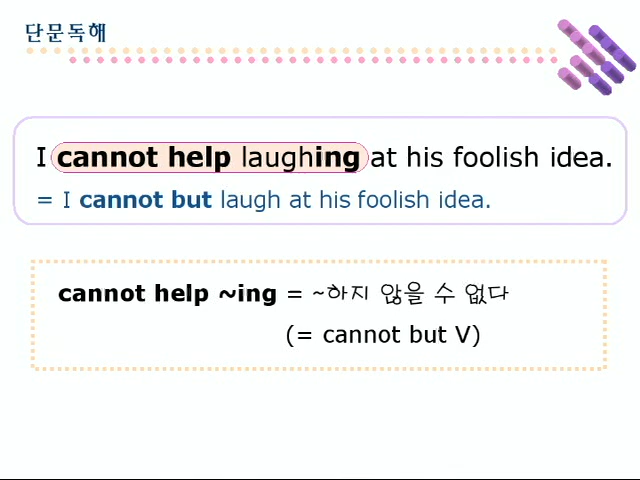 단문독해
I cannot help laughing at his foolish idea.
= I cannot but laugh at his foolish idea.
cannot help ~ing = ~하지 않을 수 없다
(= cannot but V)